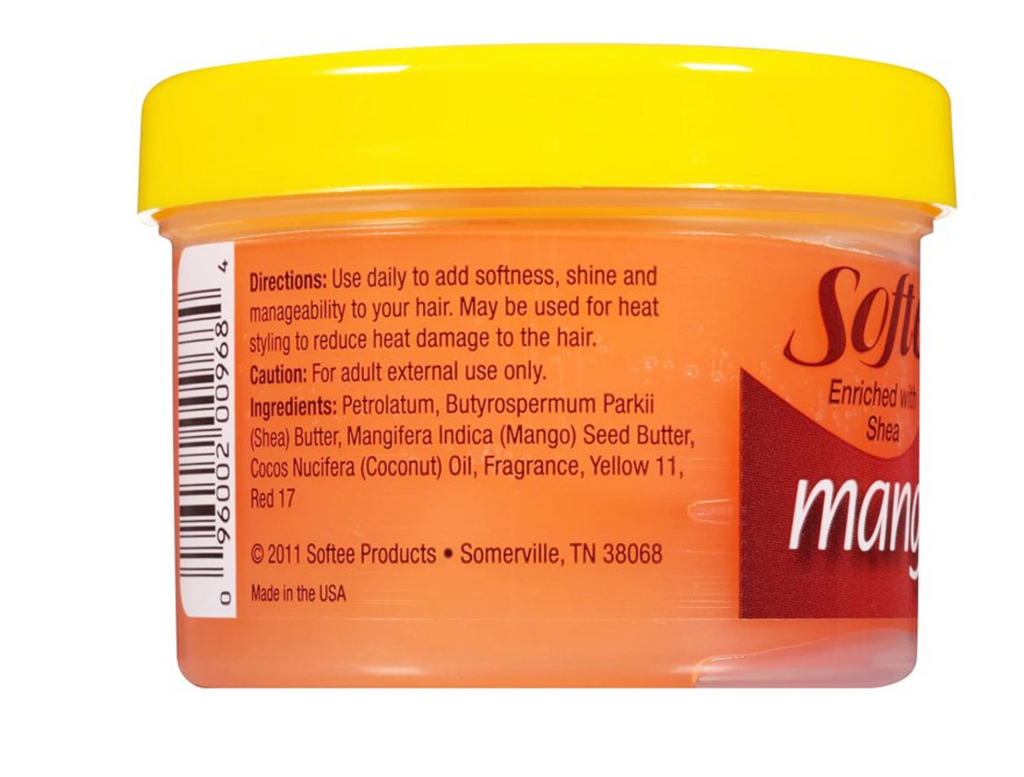 Directions: Use daily to add softness, shine and
manageability to your hair. May be used for heat
styling to reduce heat damage to the hair.
Caution: For adult external use only.
Ingredients: Petrolatum, Butyrospermum Parkii
(Shea) Butter, Mangifera Indica (Mango) Seed Butter,
Cocos Nucifera (Coconut) Oil, Fragrance, Yellow 11,
Red 17
© 2011 Softee Products • Somerville, TN 38068
Made in the USA
0 96002 00968 4
Softe
Enriched with
Shea
mang